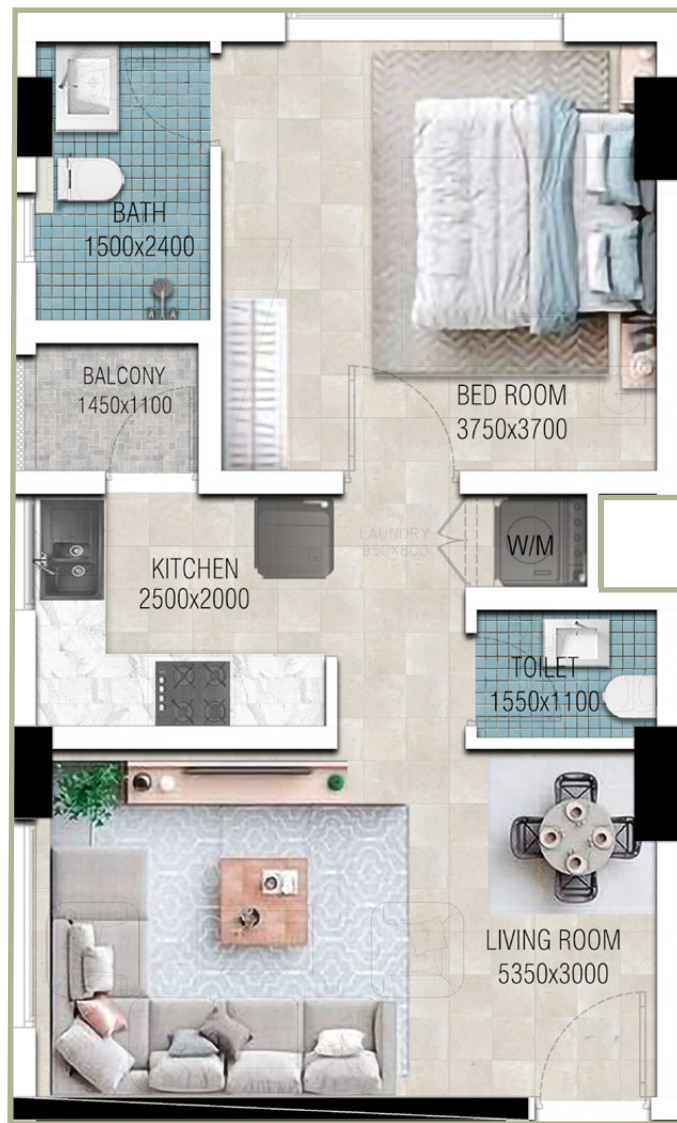 BATH
1500x2400
BALCONY
1450x1100
BED ROOM
3750x3700
LAUNDRY
950x800
W/M
KITCHEN
2500x2000
TOILET
1550x1100
LIVING ROOM
5350x3000